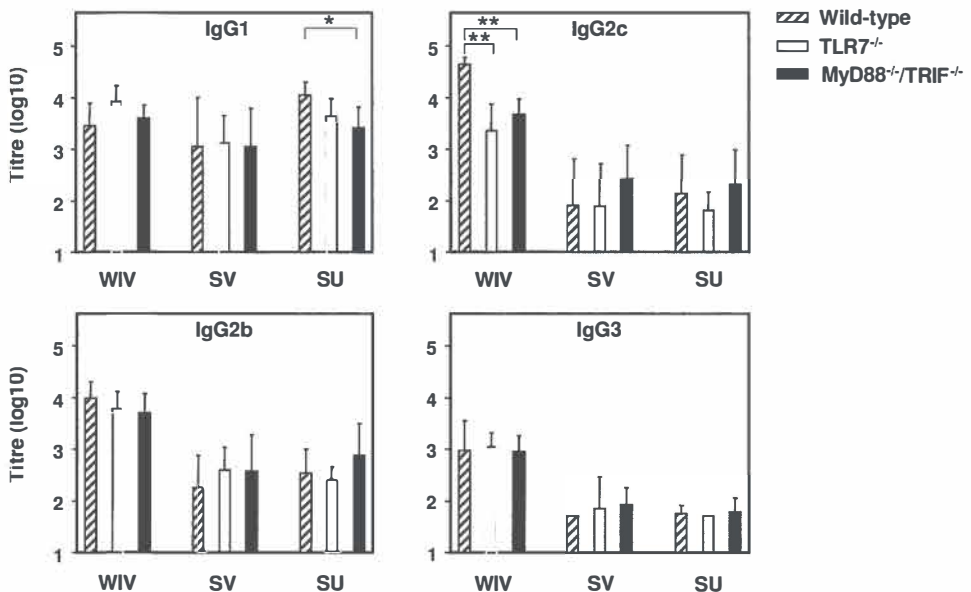 IgG1
Titre (log10)
5
4
3
2
1
*
WIV SV SU
IgG2c
5
4
3
2
1
**
**
WIV SV SU
Wild-type
TLR7-/-
MyD88-/-/TRIF-/-
IgG2b
Titre (log10)
5
4
3
2
1
WIV SV SU
IgG3
5
4
3
2
1
WIV SV SU